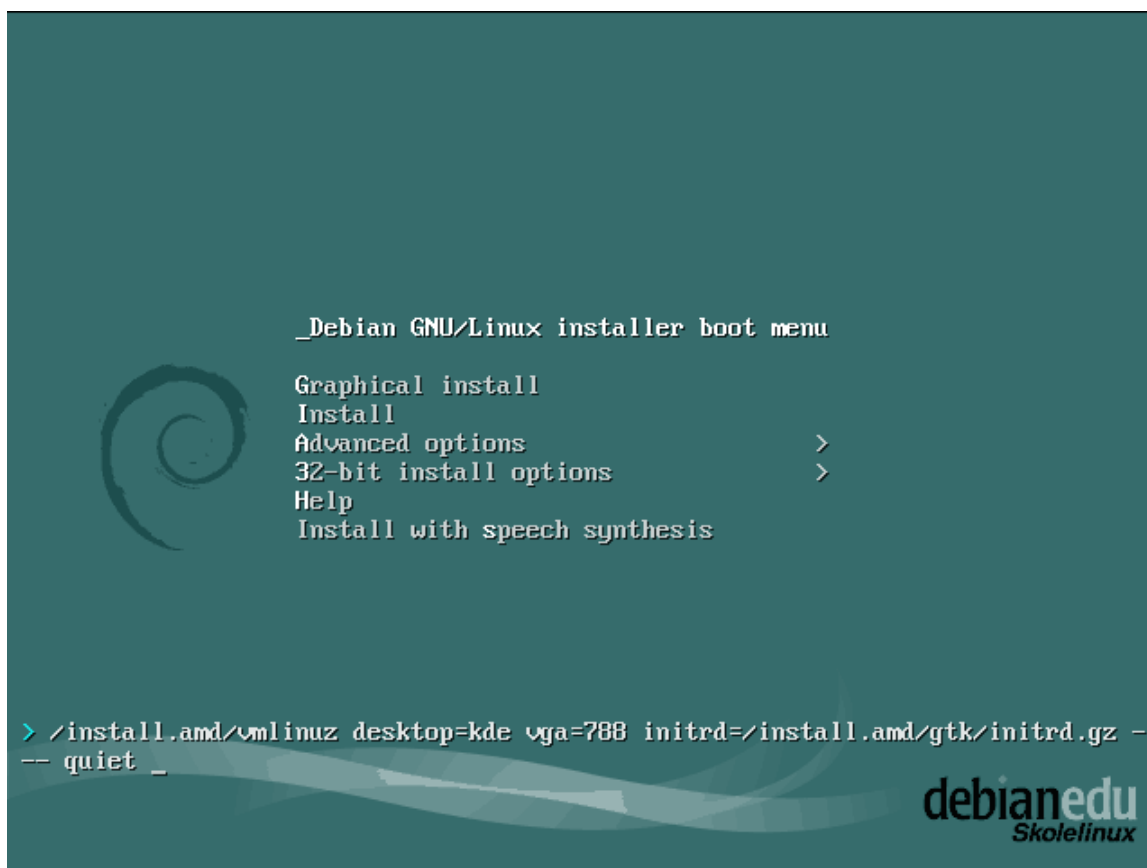 _Debian GNU/Linux installer boot menu
Graphical install
Install
Advanced options >
32-bit install options >
Help
Install with speech synthesis
> /install.amd/vmlinuz desktop=kde vga=788 initrd=/install.amd/gtk/initrd.gz -
-- quiet _
debianedu
Skolelinux